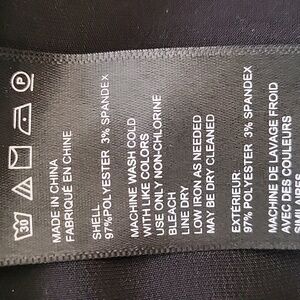 30
P
MADE IN CHINA
FABRIQUÉ EN CHINE
SHELL
97%POLYESTER 3% SPANDEX
MACHINE WASH COLD
WITH LIKE COLORS
USE ONLY NON-CHLORINE
BLEACH
LINE DRY
LOW IRON AS NEEDED
MAY BE DRY CLEANED
EXTÉRIEUR:
97% POLYESTER 3% SPANDEX
MACHINE DE LAVAGE FROID
AVEC DES COULEURS